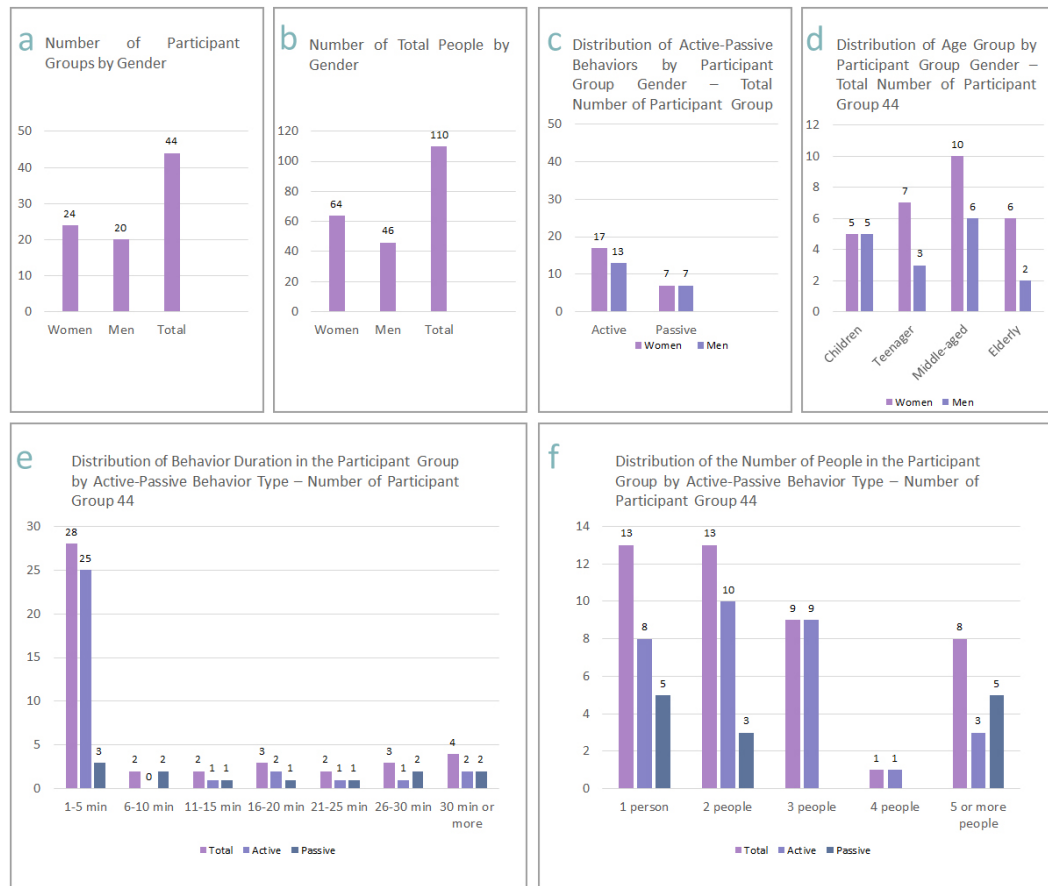 a
Number of Participant
Groups by Gender
50
40
30
20
10
0
24
20
44
Women Men Total
b
Number of Total People by
Gender
120
100
80
60
40
20
0
64
46
110
Women Men Total
c
Distribution of Active-Passive
Behaviors by Participant
Group Gender – Total
Number of Participant Group
50
40
30
20
10
0
17
13
7
7
Active Passive
Women Men
d
Distribution of Age Group by
Participant Group Gender –
Total Number of Participant
Group 44
12
10
8
6
4
2
0
5
5
7
3
10
6
6
2
Children Teenager Middle-aged Elderly
Women Men
e
Distribution of Behavior Duration in the Participant Group
by Active-Passive Behavior Type – Number of Participant
Group 44
30
25
20
15
10
5
0
28
25
3
2
0
2
2
1
1
3
2
1
2
1
1
3
1
2
4
2
2
1-5 min 6-10 min 11-15 min 16-20 min 21-25 min 26-30 min 30 min or
more
Total Active Passive
f
Distribution of the Number of People in the Participant
Group by Active-Passive Behavior Type – Number of
Participant Group 44
14
12
10
8
6
4
2
0
13
8
5
13
10
3
9
9
1
1
8
3
5
1 person 2 people 3 people 4 people 5 or more
people
Total Active Passive